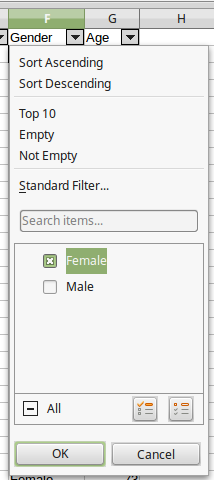 F G H
Gender Age
Sort Ascending
Sort Descending
Top 10
Empty
Not Empty
Standard Filter...
Search items...
Female
Male
All
OK Cancel